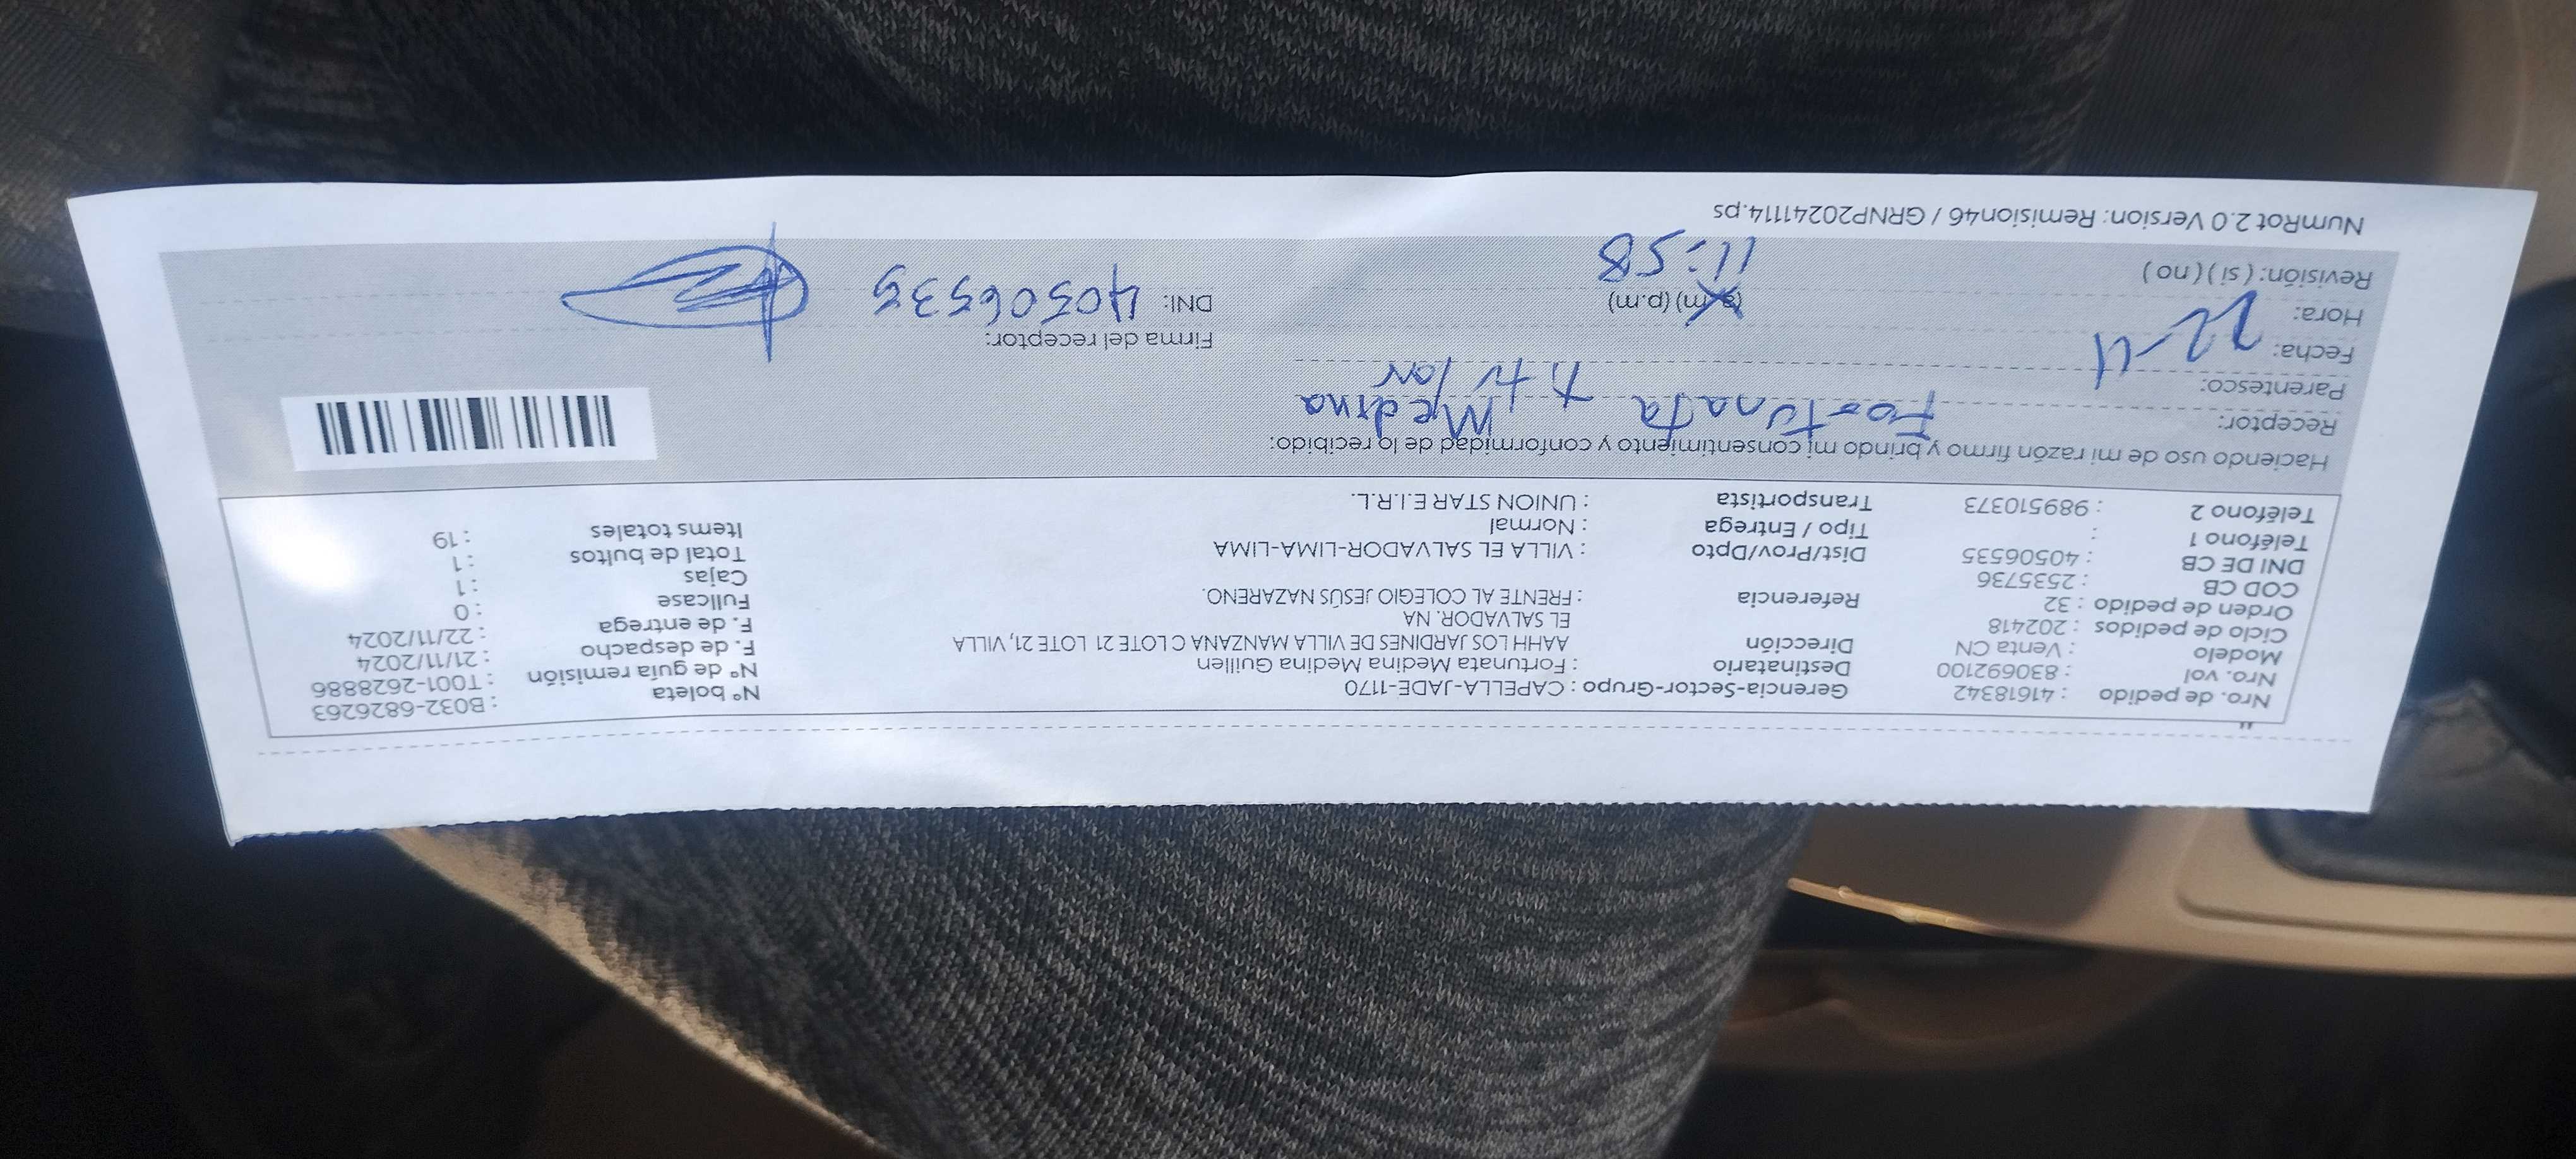 Nro. de pedido : 41618342 Gerencia-Sector-Grupo : CAPELLA-JADE-1170 N° boleta : B032-6826263
Nro. vol : 830692100 Destinatario : Fortunata Medina Medina Guillen N° de guía remisión : T001-2628886
Modelo : Venta CN Dirección AAHH LOS JARDINES DE VILLA MANZANA C LOTE 21 LOTE 21, VILLA F. de despacho : 21/11/2024
Ciclo de pedidos : 202418 EL SALVADOR. NA F. de entrega : 22/11/2024
Orden de pedido : 32 Referencia : FRENTE AL COLEGIO JESÚS NAZARENO. Fullcase : 0
COD CB : 2535736 Cajas : 1
DNI DE CB : 40506535 Dist/Prv/Dpto : VILLA EL SALVADOR-LIMA-LIMA Total de bultos : 1
Teléfono 1 : Tipo / Entrega : Normal Items totales : 19
Teléfono 2 : 989510373 Transportista : UNION STAR E.I.R.L.
Haciendo uso de mi razón firmo y brindo mi consentimiento y conformidad de lo recibido:
Receptor: Fortunata Medina
Parentesco: titular
Fecha: 22-11 Firma del receptor:
Hora: 11:58 (a.m) (p.m) DNI: 40506535
Revisión: ( si ) ( no )
NumRot 2.0 Version: Remision46 / GRNP20241114.ps